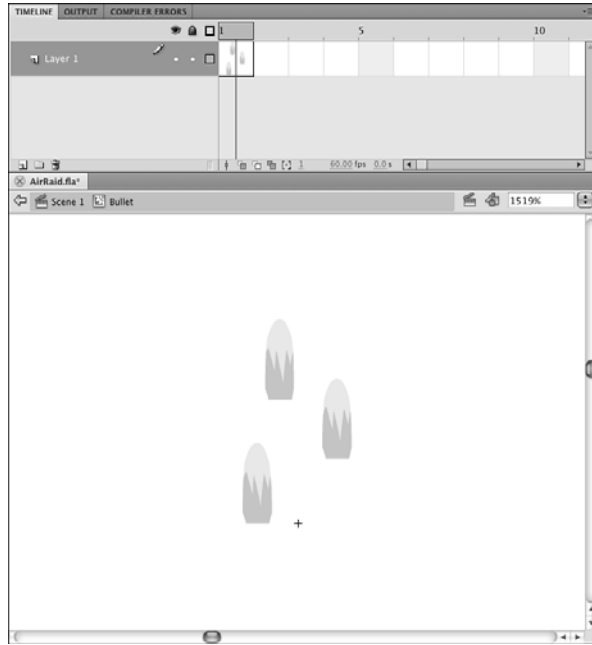 TIMELINE OUTPUT COMPILER ERRORS
1 5 10
Layer 1
1 60.00 fps 0.0 s
AirRaid.fla*
Scene 1 Bullet 1519%